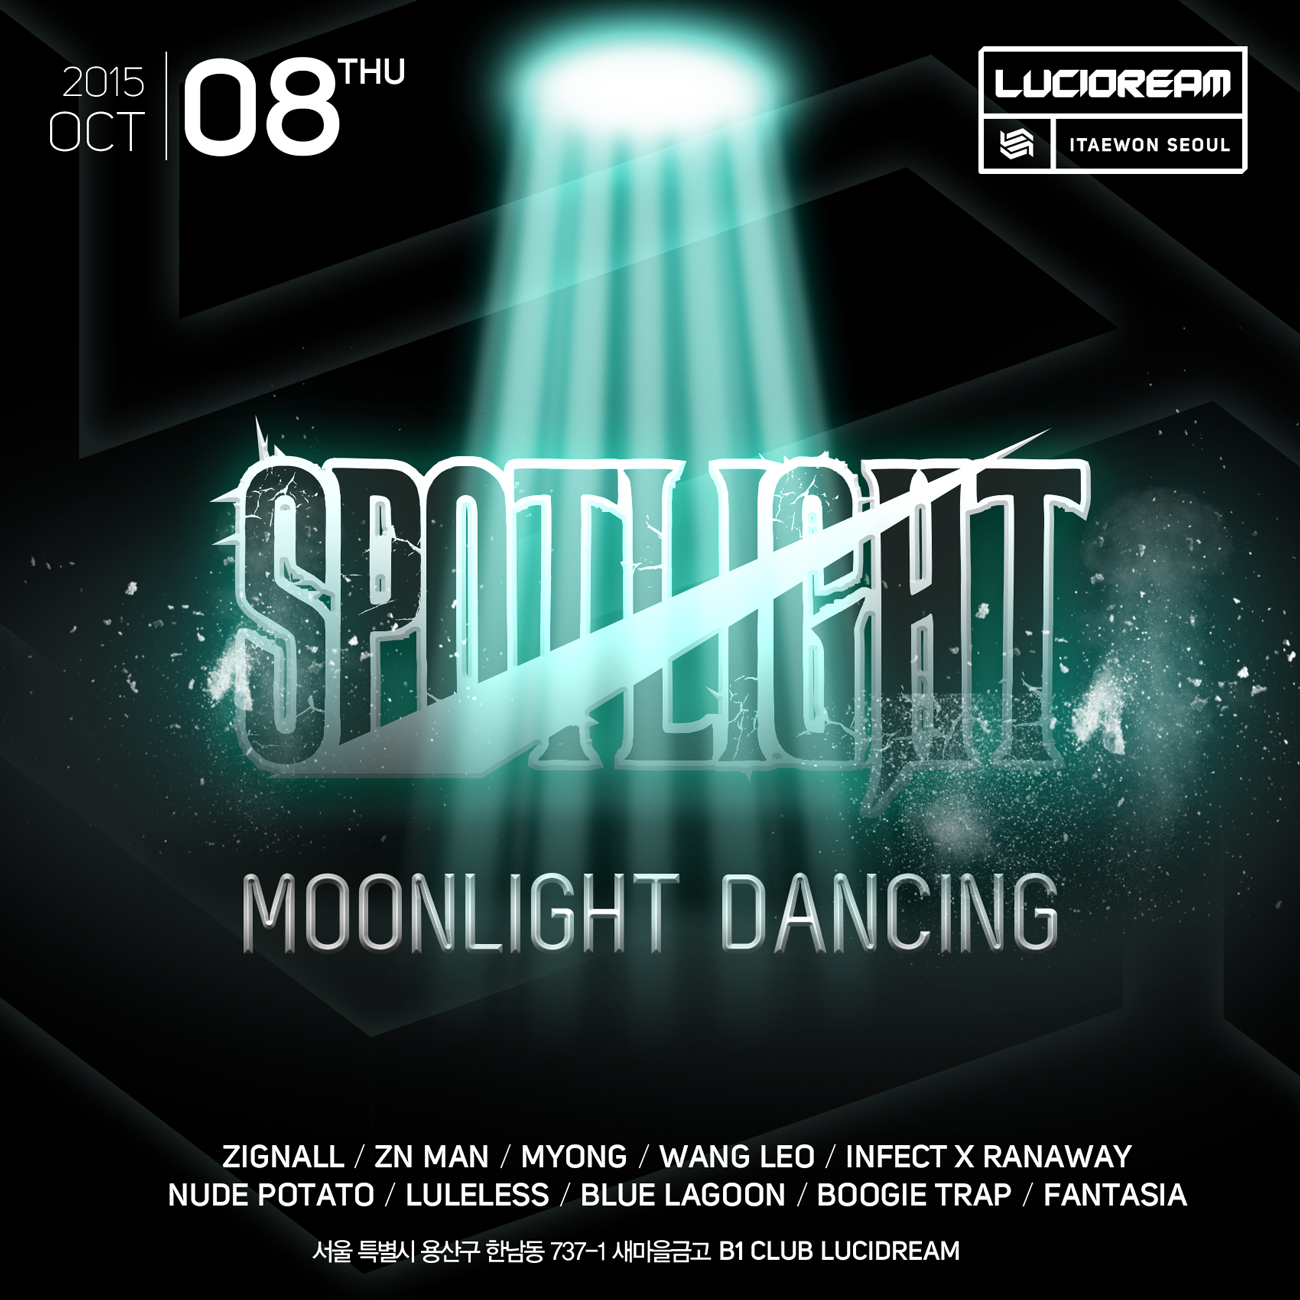 2015
OCT
08 THU
LUCIDREAM
ITAEWON SEOUL
SPOTLIGHT
MOONLIGHT DANCING
ZIGNALL / ZN MAN / MYONG / WANG LEO / INFECT X RANAWAY
NUDE POTATO / LULELESS / BLUE LAGOON / BOOGIE TRAP / FANTASIA
서울 특별시 용산구 한남동 737-1 새마을금고 B1 CLUB LUCIDREAM